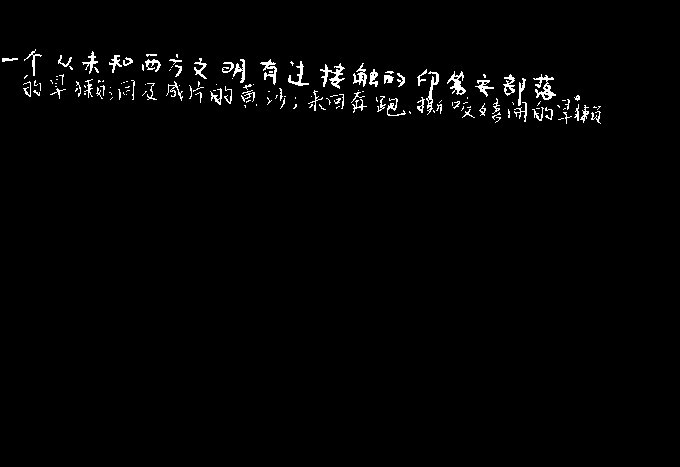 一个从未和西方文明有过接触的印第安部落。
的旱獭洞及成片的黄沙;来回奔跑、撕咬嬉闹的旱獭